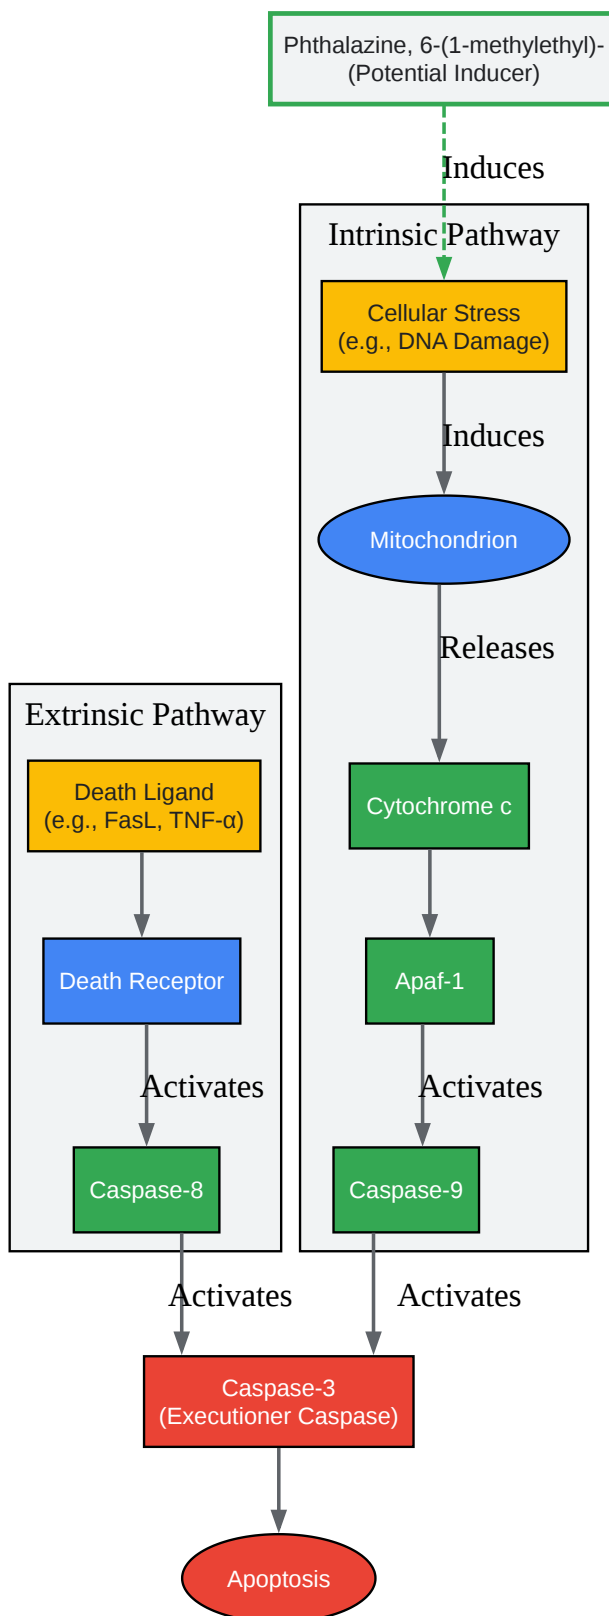 Phthalazine, 6-(1-methylethyl)-
(Potential Inducer)
Induces
Intrinsic Pathway
Cellular Stress
(e.g., DNA Damage)
Induces
Mitochondrion
Releases
Extrinsic Pathway
Death Ligand
(e.g., FasL, TNF-α)
Cytochrome c
Death Receptor
Apaf-1
Activates
Activates
Caspase-8
Caspase-9
Activates
Activates
Caspase-3
(Executioner Caspase)
Apoptosis